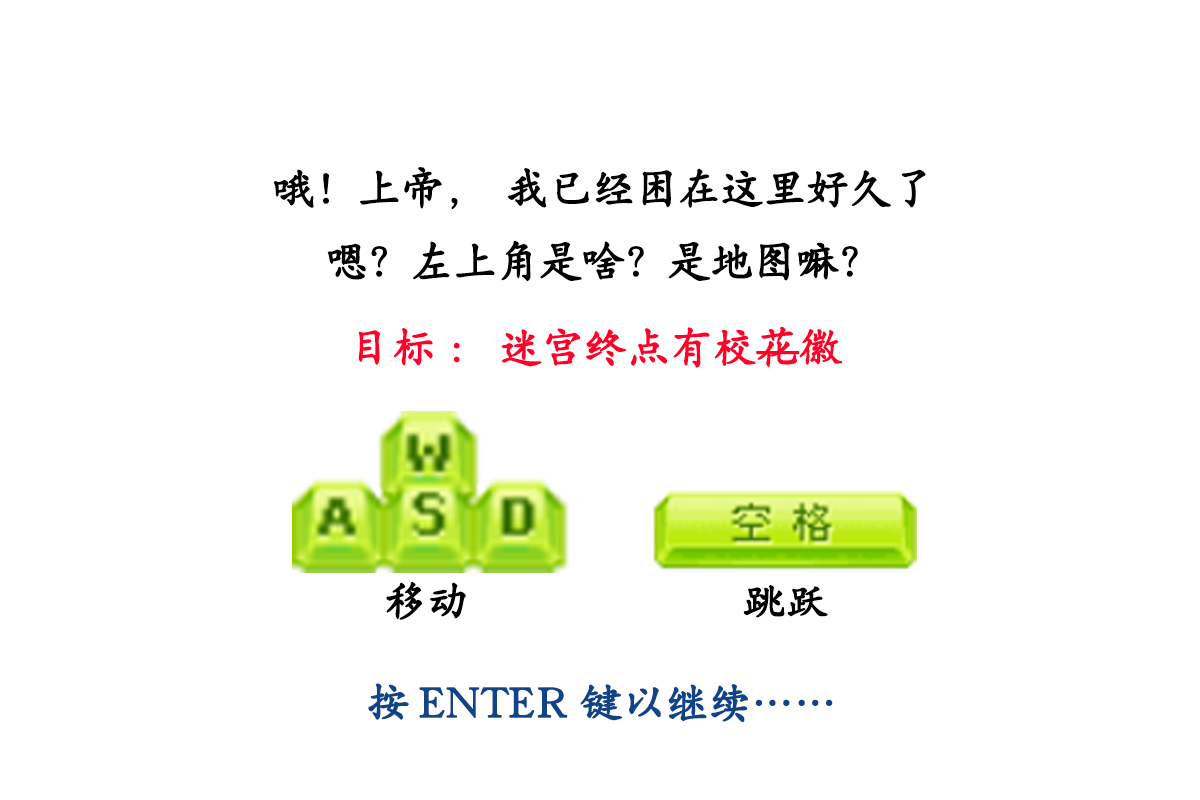 哦！上帝， 我已经困在这里好久了
嗯？左上角是啥？是地图嘛？
目标： 迷宫终点有校花徽
W
A S D
空格
移动
跳跃
按 ENTER 键以继续……